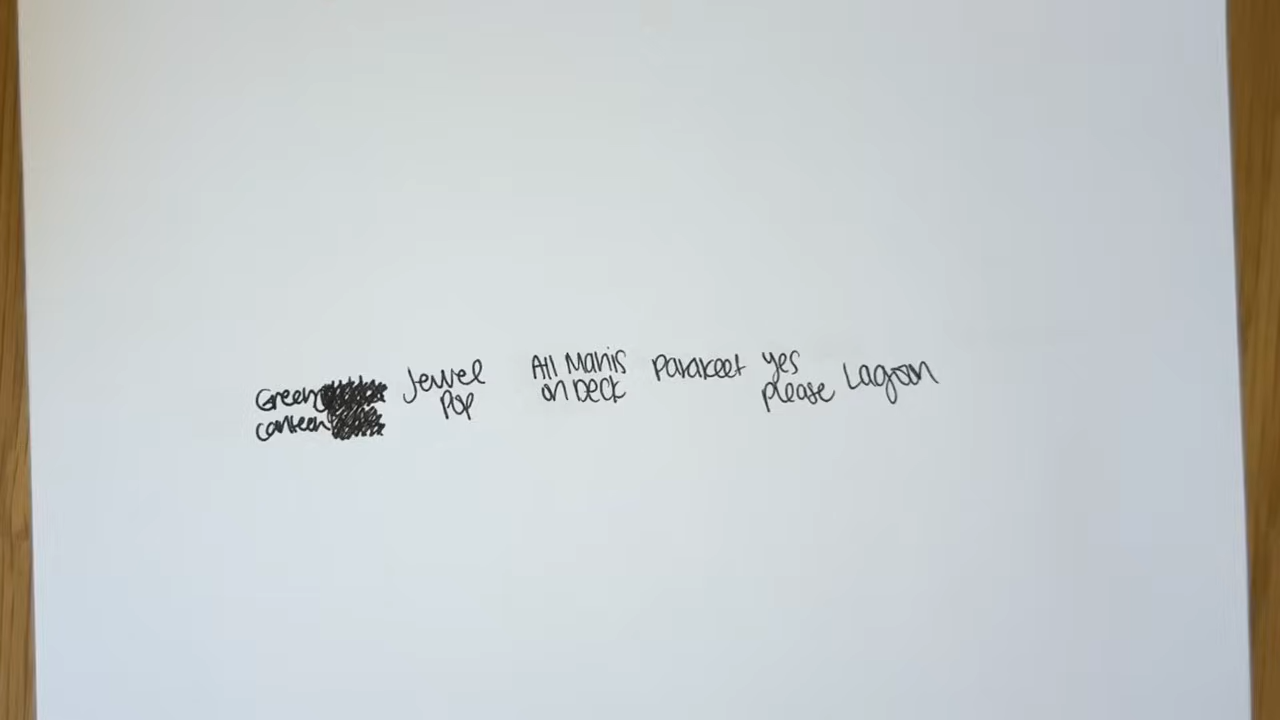 Green
canteen
Jewel
Pop
All Manis
on Deck
Parakeet
yes
please
Lagoon